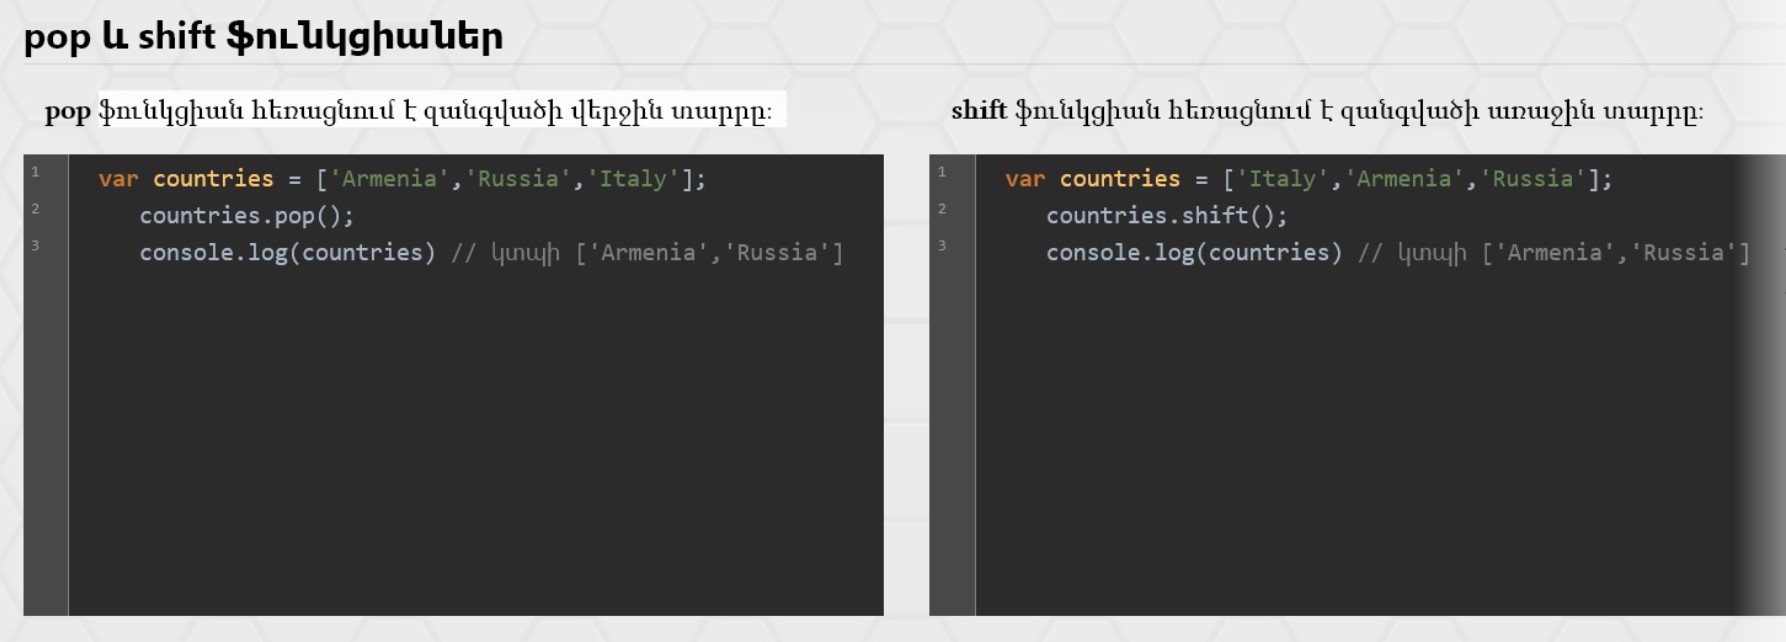 pop և shift ֆունկցիաներ
pop ֆունկցիան հեռացնում է զանգվածի վերջին տարրը։
1 var countries = ['Armenia','Russia','Italy'];
2 countries.pop();
3 console.log(countries) // կտպի ['Armenia','Russia']
shift ֆունկցիան հեռացնում է զանգվածի առաջին տարրը։
1 var countries = ['Italy','Armenia','Russia'];
2 countries.shift();
3 console.log(countries) // կտպի ['Armenia','Russia']